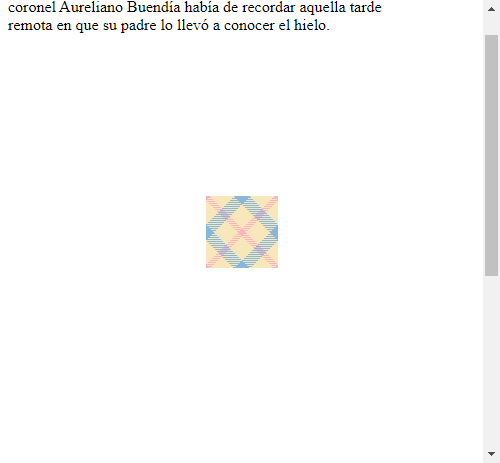 coronel Aureliano Buendía había de recordar aquella tarde
remota en que su padre lo llevó a conocer el hielo.